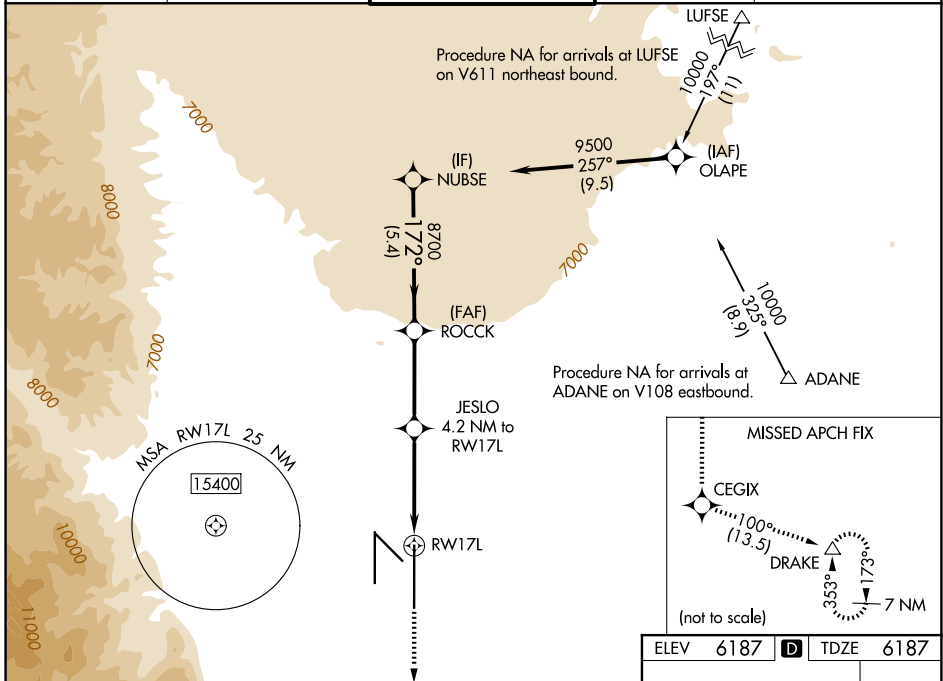 LUFSE
Procedure NA for arrivals at LUFSE
on V611 northeast bound.
10000
197°
(11)
7000
(IF)
NUBSE
9500
257°
(9.5)
(IAF)
OLAPE
8000
8700
172°
(5.4)
7000
10000
325°
(8.9)
(FAF)
ROCCK
7000
8000
Procedure NA for arrivals at
ADANE on V108 eastbound.
ADANE
JESLO
4.2 NM to
RW17L
MSA RW17L 25 NM
15400
MISSED APCH FIX
CEGIX
100°
(13.5)
DRAKE
353°
173°
7 NM
(not to scale)
RW17L
10000
11000
ELEV 6187 D TDZE 6187